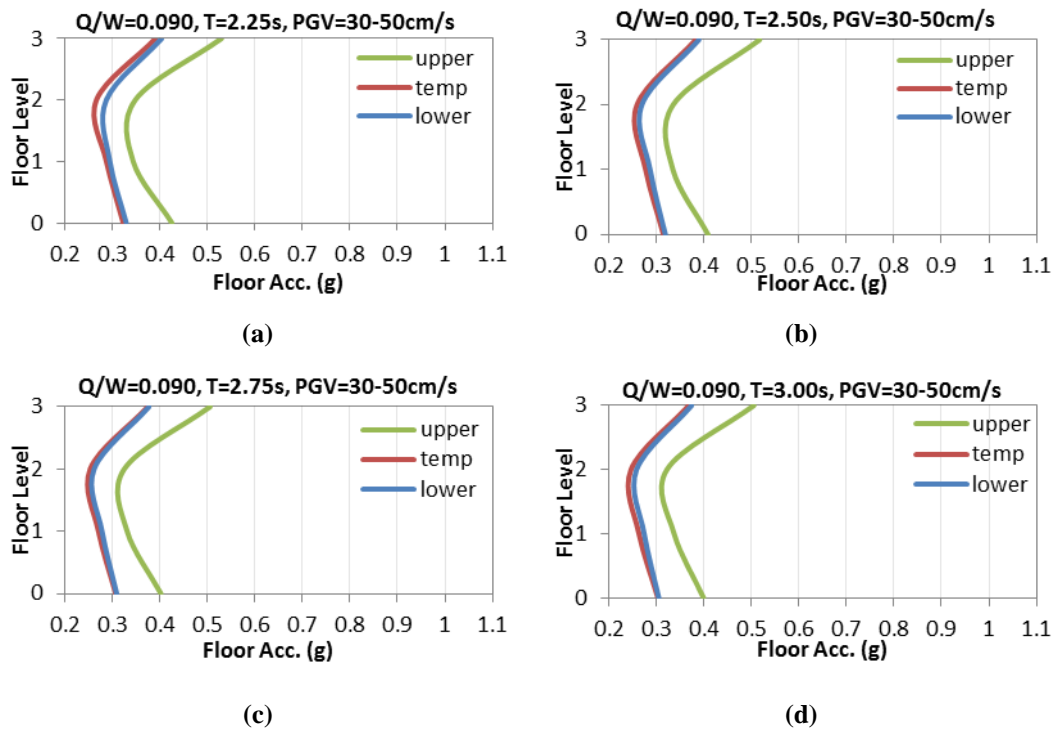 Q/W=0.090, T=2.25s, PGV=30-50cm/s
3
2
1
0
Floor Level
upper
temp
lower
0.2 0.3 0.4 0.5 0.6 0.7 0.8 0.9 1 1.1
Floor Acc. (g)
(a)
Q/W=0.090, T=2.50s, PGV=30-50cm/s
3
2
1
0
Floor Level
upper
temp
lower
0.2 0.3 0.4 0.5 0.6 0.7 0.8 0.9 1 1.1
Floor Acc. (g)
(b)
Q/W=0.090, T=2.75s, PGV=30-50cm/s
3
2
1
0
Floor Level
upper
temp
lower
0.2 0.3 0.4 0.5 0.6 0.7 0.8 0.9 1 1.1
Floor Acc. (g)
(c)
Q/W=0.090, T=3.00s, PGV=30-50cm/s
3
2
1
0
Floor Level
upper
temp
lower
0.2 0.3 0.4 0.5 0.6 0.7 0.8 0.9 1 1.1
Floor Acc. (g)
(d)